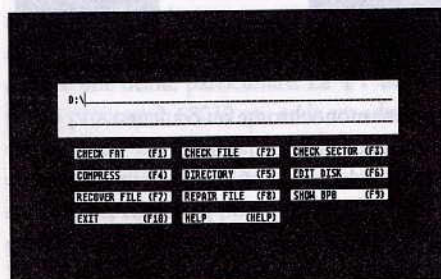 D:\
CHECK FAT (F1) CHECK FILE (F2) CHECK SECTOR (F3)
COMPRESS (F4) DIRECTORY (F5) EDIT DISK (F6)
RECOVER FILE (F7) REPAIR FILE (F8) SHOW BPB (F9)
EXIT (F10) HELP (HELP)